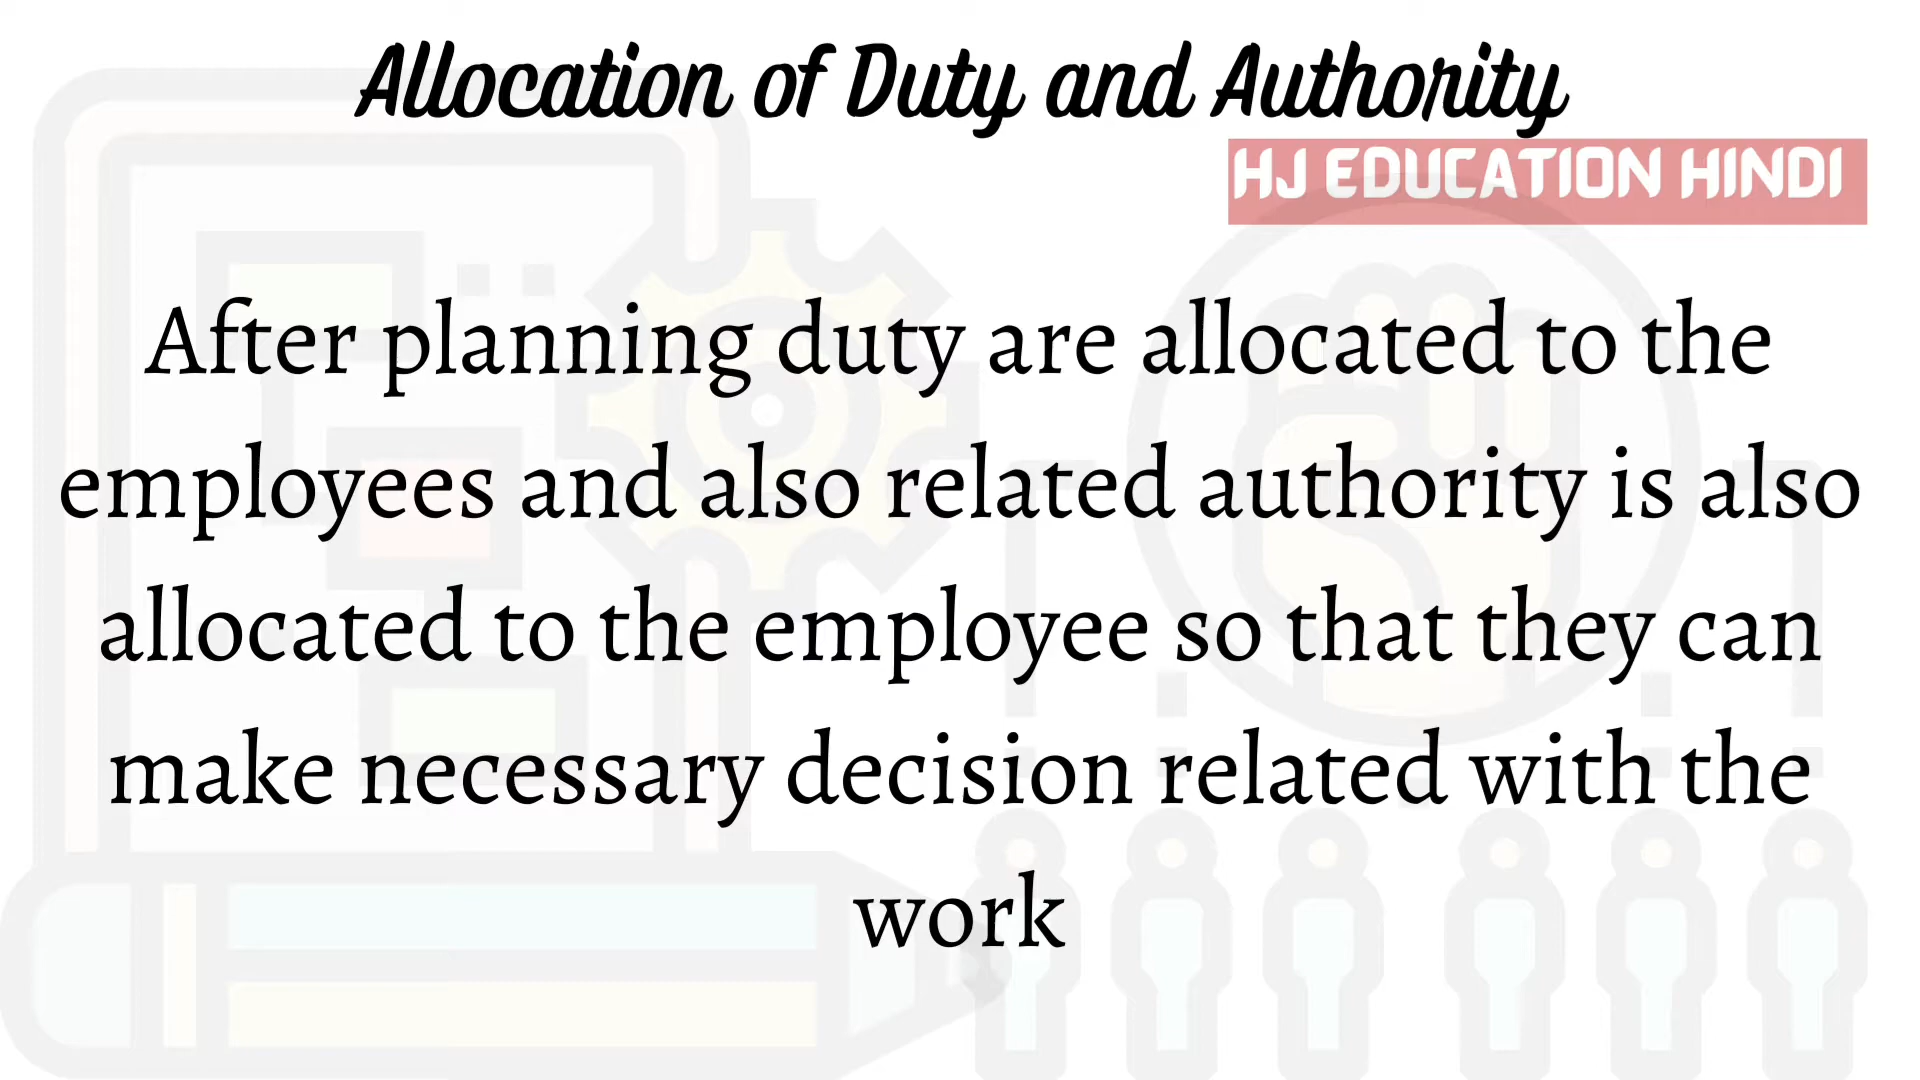 Allocation of Duty and Authority
HJ EDUCATION HINDI
After planning duty are allocated to the
employees and also related authority is also
allocated to the employee so that they can
make necessary decision related with the
work